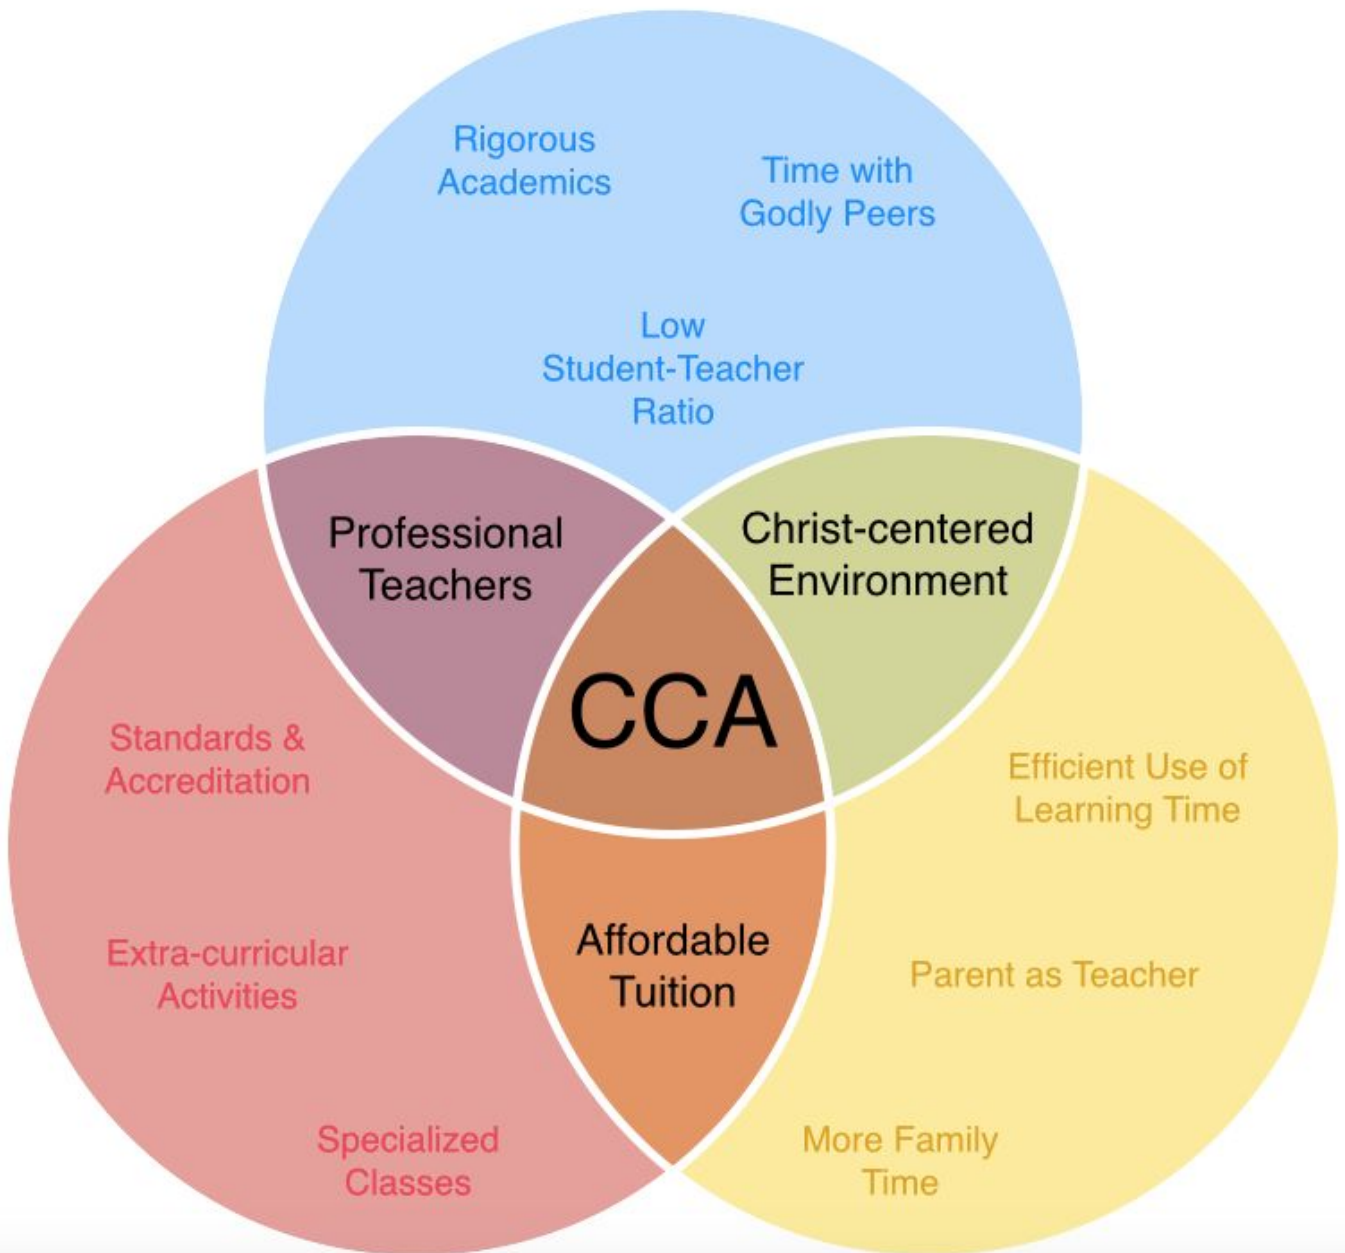 Rigorous
Academics
Time with
Godly Peers
Low
Student-Teacher
Ratio
Professional
Teachers
Christ-centered
Environment
CCA
Standards &
Accreditation
Efficient Use of
Learning Time
Extra-curricular
Activities
Affordable
Tuition
Parent as Teacher
Specialized
Classes
More Family
Time